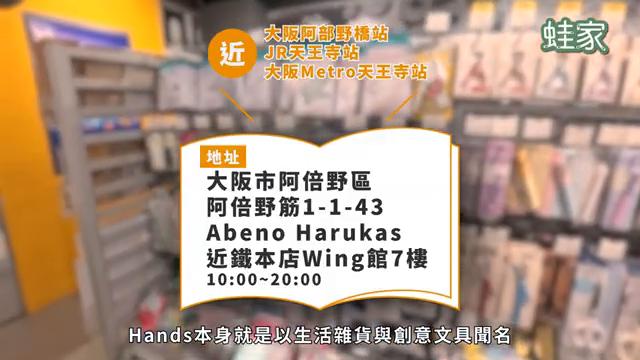 近
大阪阿部野橋站
JR天王寺站
大阪Metro天王寺站
蛙家
地址
大阪市阿倍野區
阿倍野筋1-1-43
Abeno Harukas
近鐵本店Wing館7樓
10:00~20:00
Hands本身就是以生活雜貨與創意文具聞名